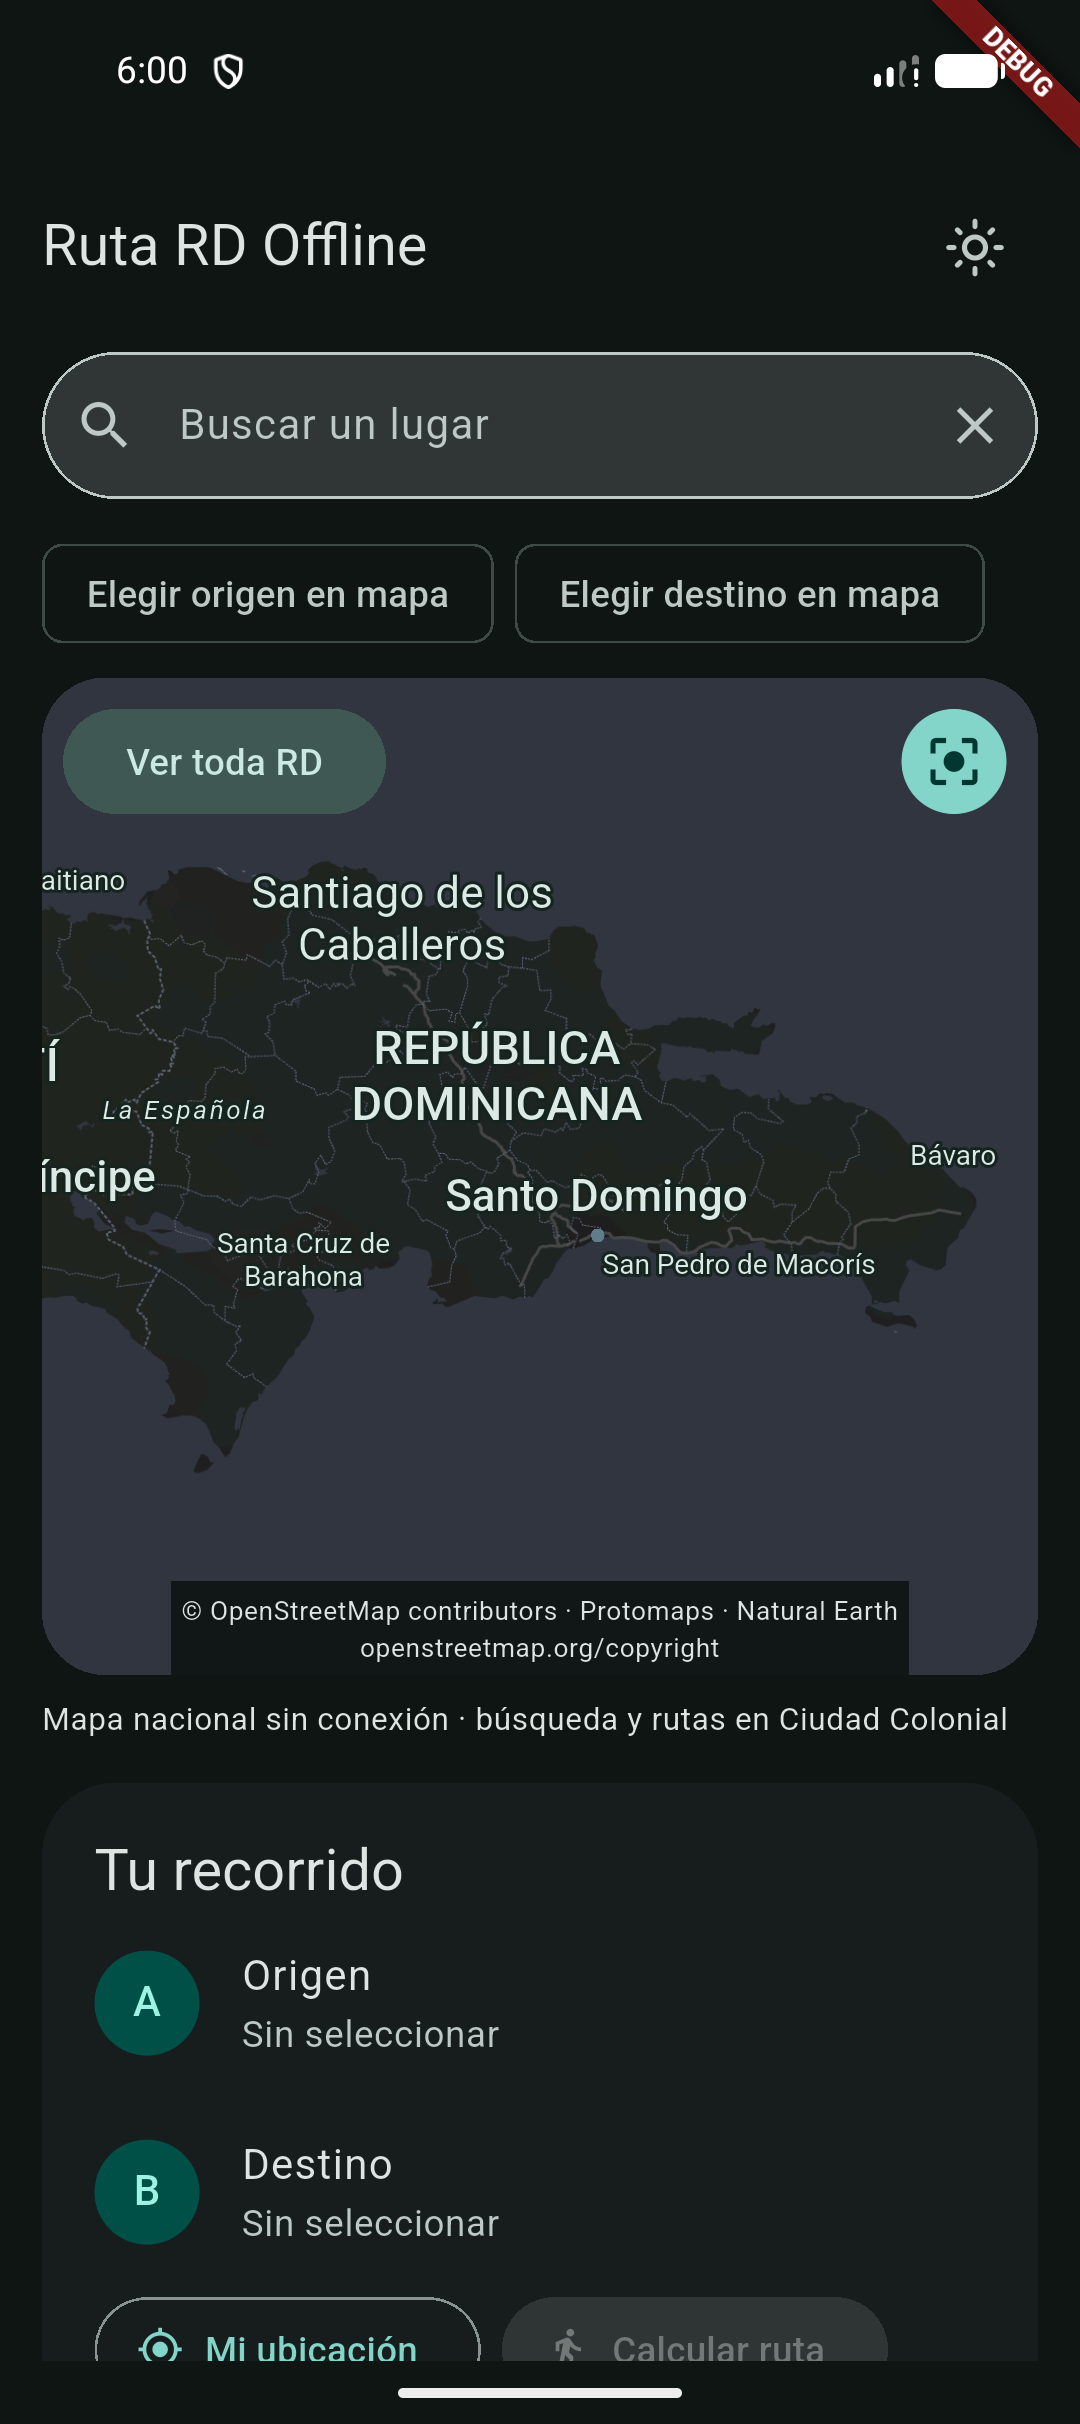 6:00
DEBUG
Ruta RD Offline
Buscar un lugar
Elegir origen en mapa
Elegir destino en mapa
Ver toda RD
aitiano
Santiago de los
Caballeros
REPÚBLICA
DOMINICANA
Í
La Española
Bávaro
íncipe
Santo Domingo
Santa Cruz de
Barahona
San Pedro de Macorís
© OpenStreetMap contributors · Protomaps · Natural Earth
openstreetmap.org/copyright
Mapa nacional sin conexión · búsqueda y rutas en Ciudad Colonial
Tu recorrido
A
Origen
Sin seleccionar
B
Destino
Sin seleccionar
Mi ubicación
Calcular ruta